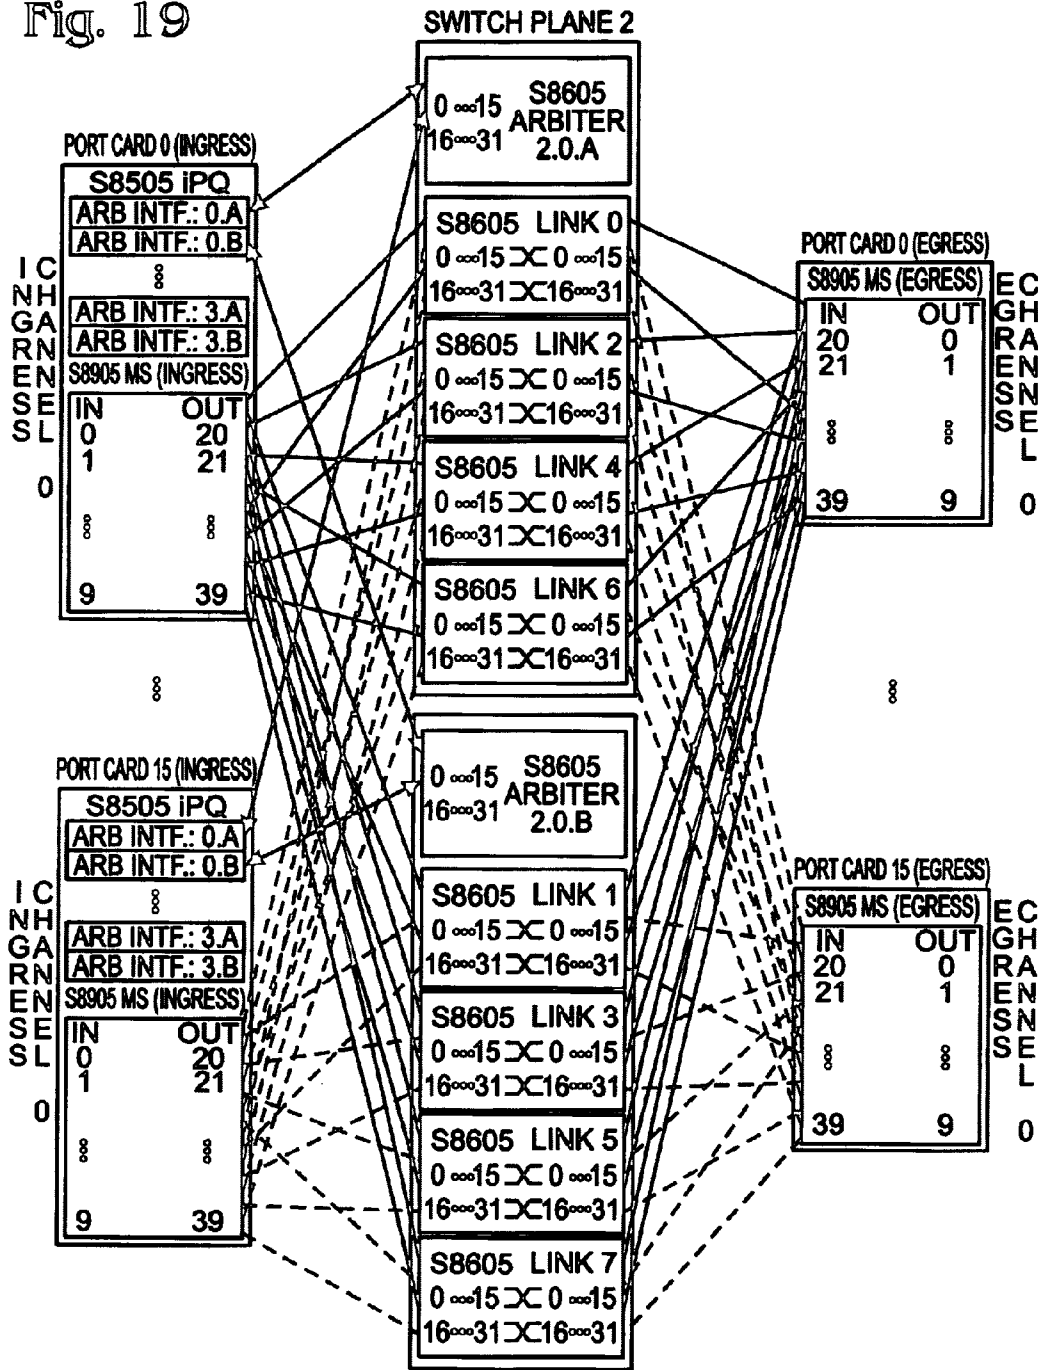 Fig. 19
SWITCH PLANE 2
0 15 S8605
16 31 ARBITER
2.0.A
S8605 LINK 0
0 15 0 15
16 31 16 31
S8605 LINK 2
0 15 0 15
16 31 16 31
S8605 LINK 4
0 15 0 15
16 31 16 31
S8605 LINK 6
0 15 0 15
16 31 16 31
0 15 S8605
16 31 ARBITER
2.0.B
S8605 LINK 1
0 15 0 15
16 31 16 31
S8605 LINK 3
0 15 0 15
16 31 16 31
S8605 LINK 5
0 15 0 15
16 31 16 31
S8605 LINK 7
0 15 0 15
16 31 16 31
PORT CARD 0 (INGRESS)
S8505 iPQ
ARB INTF.: 0.A
ARB INTF.: 0.B
ARB INTF.: 3.A
ARB INTF.: 3.B
S8905 MS (INGRESS)
IN OUT
0 20
1 21
9 39
INGRESS
CHANNEL 0
PORT CARD 15 (INGRESS)
S8505 iPQ
ARB INTF.: 0.A
ARB INTF.: 0.B
ARB INTF.: 3.A
ARB INTF.: 3.B
S8905 MS (INGRESS)
IN OUT
0 20
1 21
9 39
INGRESS
CHANNEL 0
PORT CARD 0 (EGRESS)
S8905 MS (EGRESS)
IN OUT
20 0
21 1
39 9
EGRESS
CHANNEL 0
PORT CARD 15 (EGRESS)
S8905 MS (EGRESS)
IN OUT
20 0
21 1
39 9
EGRESS
CHANNEL 0